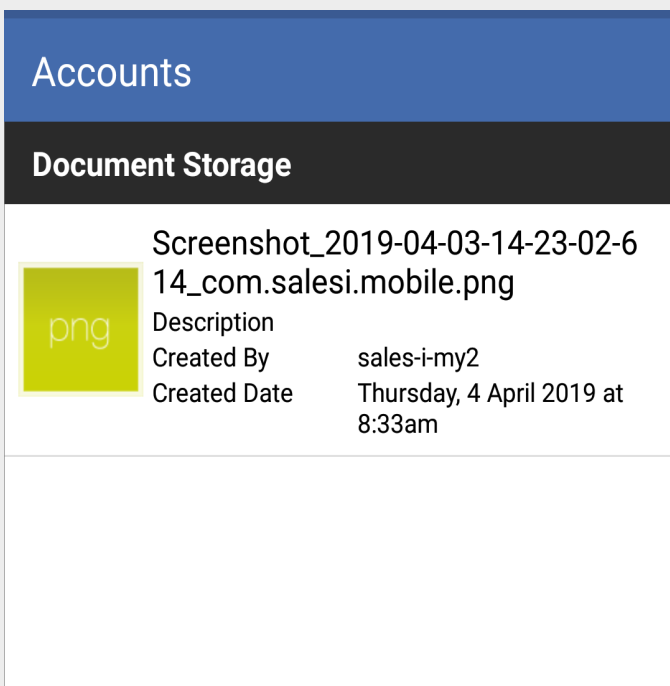 Accounts
Document Storage
Screenshot_2019-04-03-14-23-02-6
14_com.salesi.mobile.png
png
Description
Created By sales-i-my2
Created Date Thursday, 4 April 2019 at
8:33am